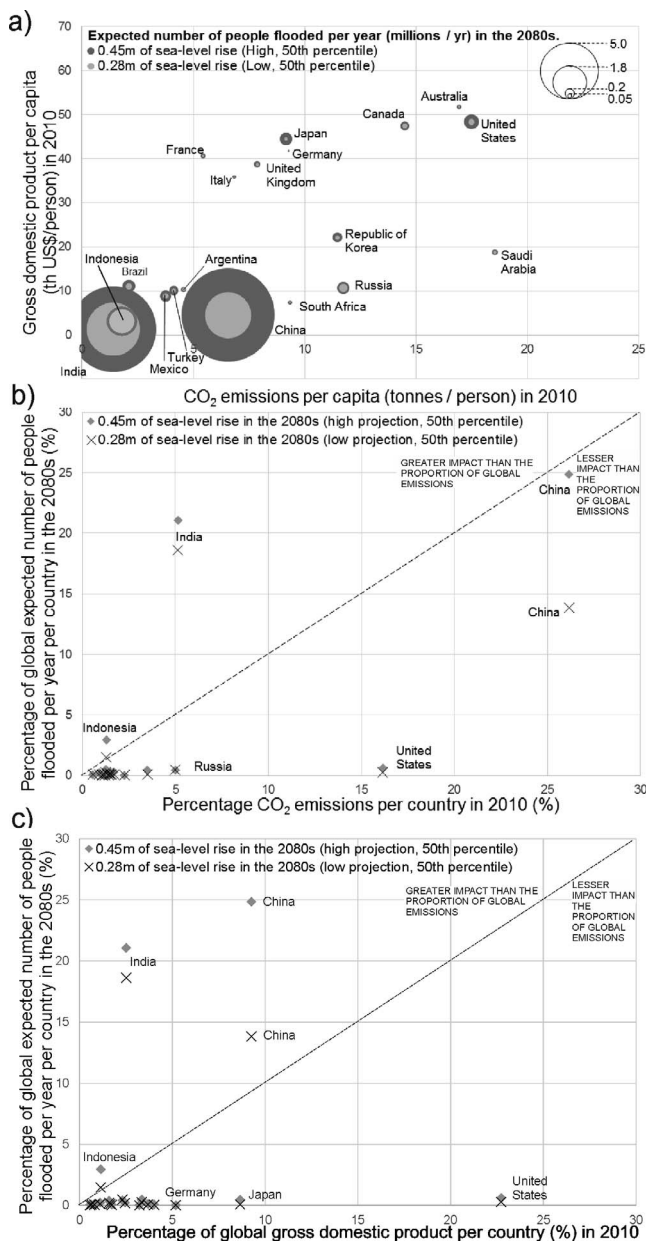 a)
Expected number of people flooded per year (millions / yr) in the 2080s.
0.45m of sea-level rise (High, 50th percentile)
0.28m of sea-level rise (Low, 50th percentile)
5.0
1.8
0.2
0.05
Gross domestic product per capita
(th US$/person) in 2010
70
60
50
40
30
20
10
0
Australia
Canada
United
States
Japan
Germany
France
United
Kingdom
Italy
Republic of
Korea
Indonesia
Argentina
Brazil
Saudi
Arabia
Russia
South Africa
China
Turkey
Mexico
India
0 5 10 15 20 25
CO₂ emissions per capita (tonnes / person) in 2010
b)
Percentage of global expected number of people
flooded per year per country in the 2080s (%)
30
25
20
15
10
5
0
0.45m of sea-level rise in the 2080s (high projection, 50th percentile)
0.28m of sea-level rise in the 2080s (low projection, 50th percentile)
GREATER IMPACT THAN THE
PROPORTION OF GLOBAL
EMISSIONS
LESSER
IMPACT THAN
THE
PROPORTION
OF GLOBAL
EMISSIONS
China
India
China
Indonesia
Russia
United
States
0 5 10 15 20 25 30
Percentage CO₂ emissions per country in 2010 (%)
c)
Percentage of global expected number of people
flooded per year per country in the 2080s (%)
30
25
20
15
10
5
0
0.45m of sea-level rise in the 2080s (high projection, 50th percentile)
0.28m of sea-level rise in the 2080s (low projection, 50th percentile)
GREATER IMPACT THAN THE
PROPORTION OF GLOBAL
EMISSIONS
LESSER
IMPACT THAN
THE
PROPORTION
OF GLOBAL
EMISSIONS
China
India
China
Indonesia
Germany
Japan
United
States
0 5 10 15 20 25 30
Percentage of global gross domestic product per country (%) in 2010